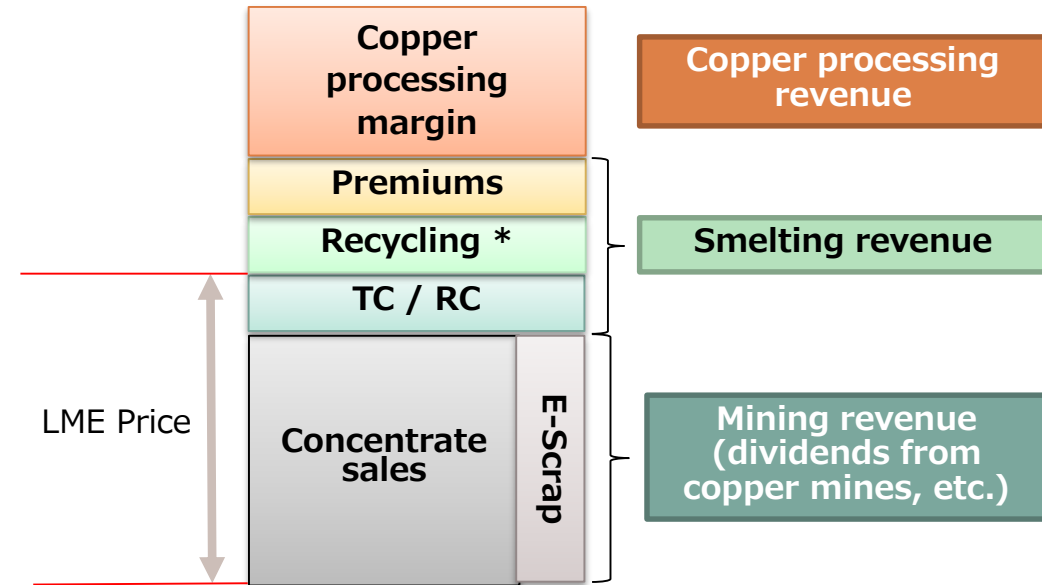 Copper
processing
margin
Copper processing
revenue
Premiums
Recycling *
Smelting revenue
TC / RC
LME Price
Concentrate
sales
E-Scrap
Mining revenue
(dividends from
copper mines, etc.)